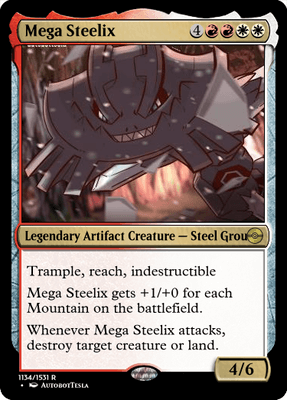 Mega Steelix 4
Legendary Artifact Creature — Steel Grou
Trample, reach, indestructible
Mega Steelix gets +1/+0 for each
Mountain on the battlefield.
Whenever Mega Steelix attacks,
destroy target creature or land.
4/6
1134/1531 R
AutobotTesla